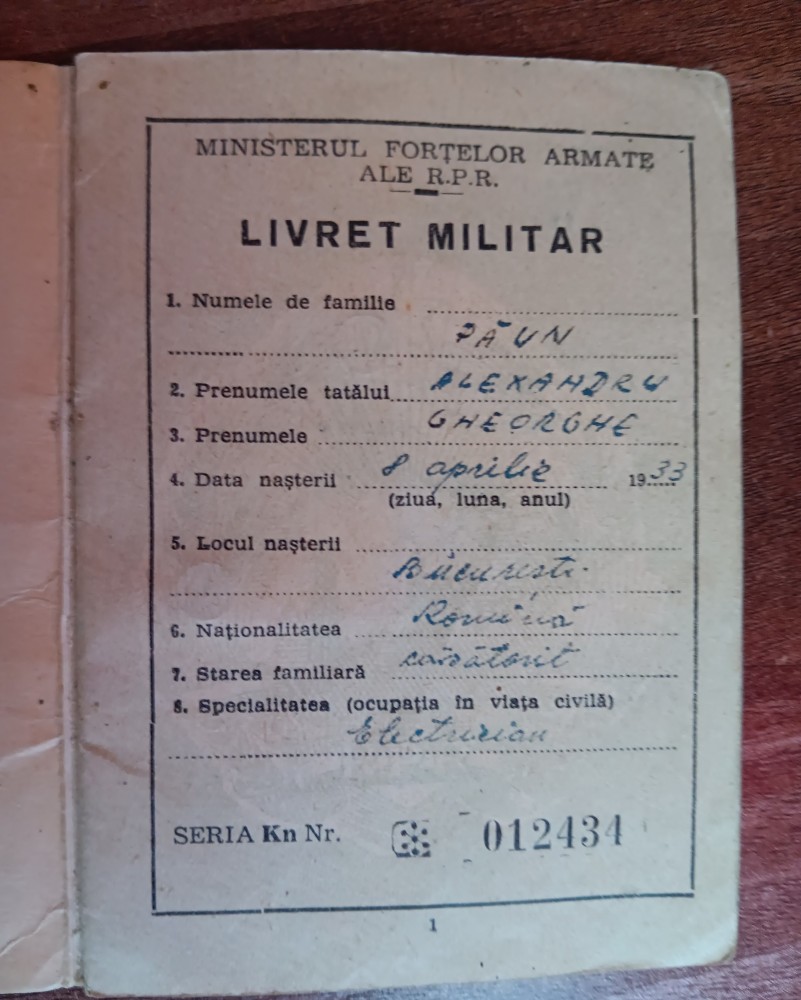 MINISTERUL FORȚELOR ARMATE
ALE R.P.R.
LIVRET MILITAR
1. Numele de familie
PĂUN
2. Prenumele tatălui ALEXANDRU
3. Prenumele GHEORGHE
4. Data nașterii 8 aprilie 1933
(ziua, luna, anul)
5. Locul nașterii
București
6. Naționalitatea Romînă
7. Starea familiară căsătorit
8. Specialitatea (ocupația în viața civilă)
Electrician
SERIA Kn Nr. 012434
1